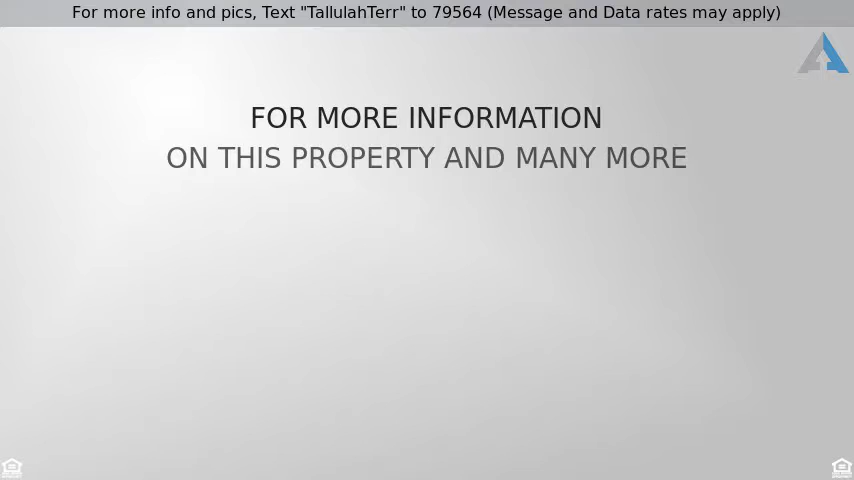 For more info and pics, Text "TallulahTerr" to 79564 (Message and Data rates may apply)
FOR MORE INFORMATION
ON THIS PROPERTY AND MANY MORE